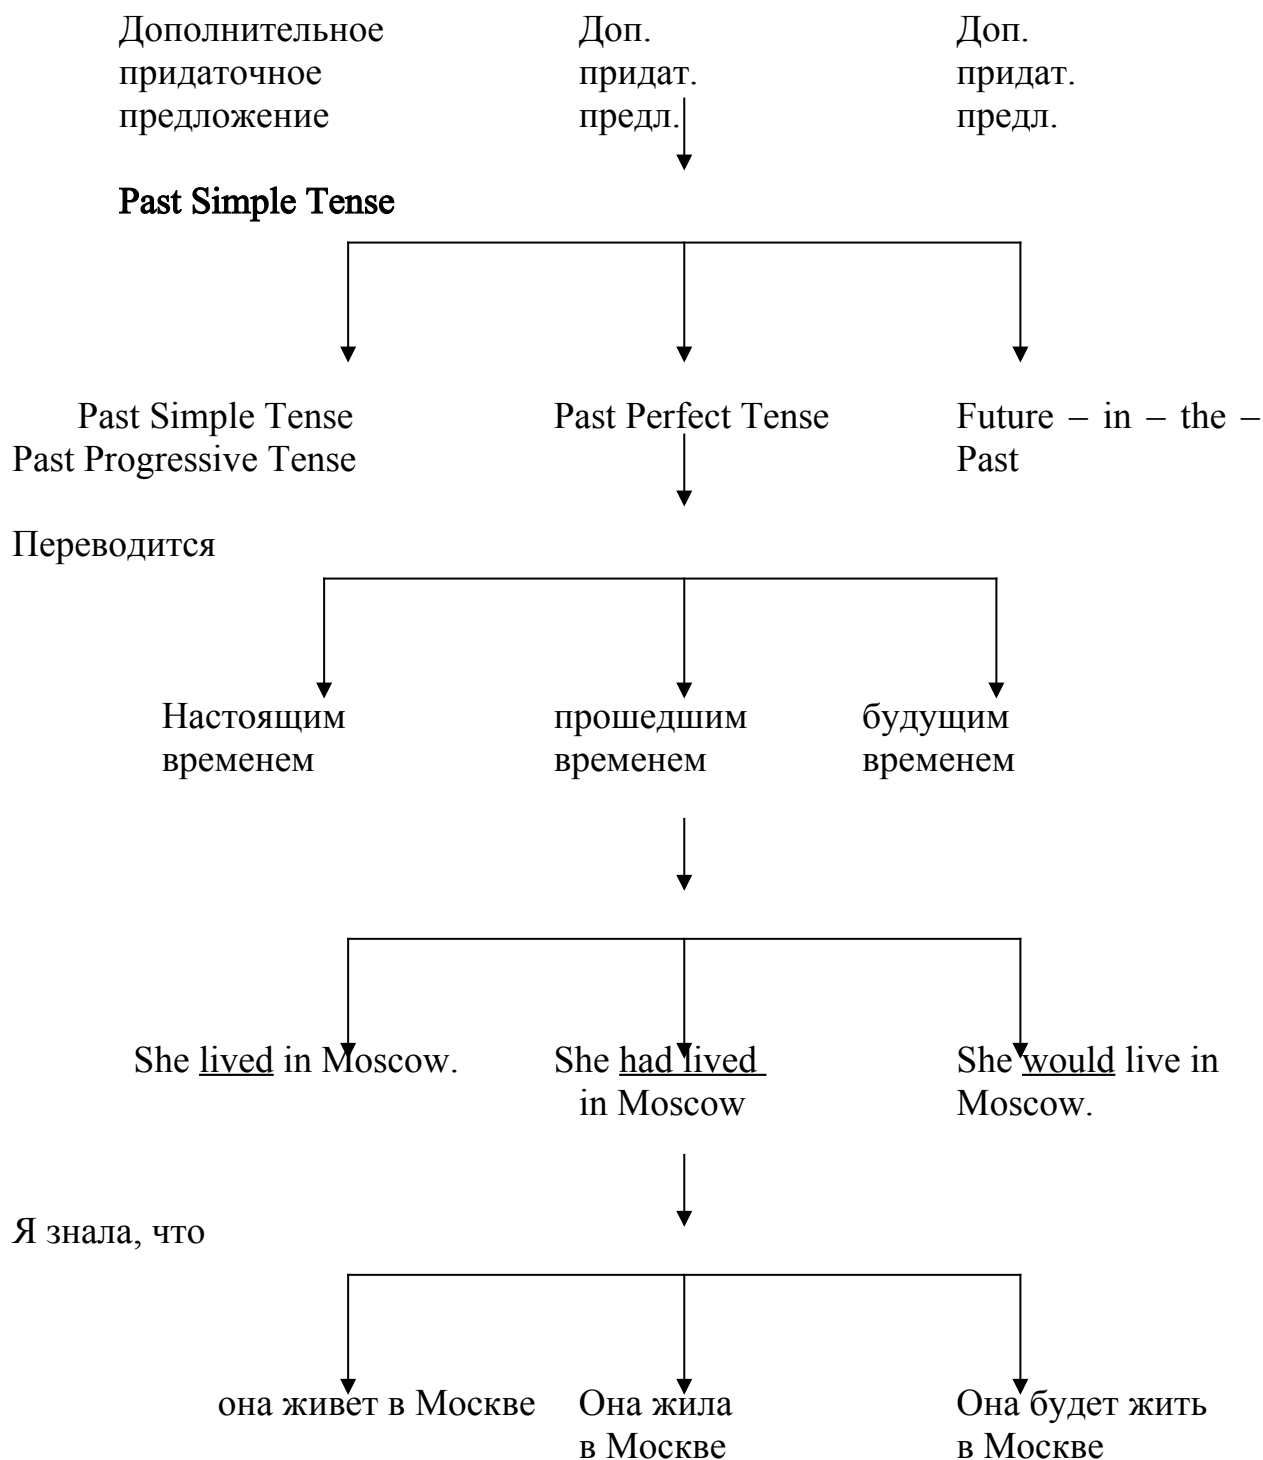 Дополнительное
придаточное
предложение
Доп.
придат.
предл.
Доп.
придат.
предл.
Past Simple Tense
Past Simple Tense
Past Progressive Tense
Past Perfect Tense
Future – in – the –
Past
Переводится
Настоящим
временем
прошедшим
временем
будущим
временем
She lived in Moscow.
She had lived
in Moscow
She would live in
Moscow.
Я знала, что
она живет в Москве
Она жила
в Москве
Она будет жить
в Москве